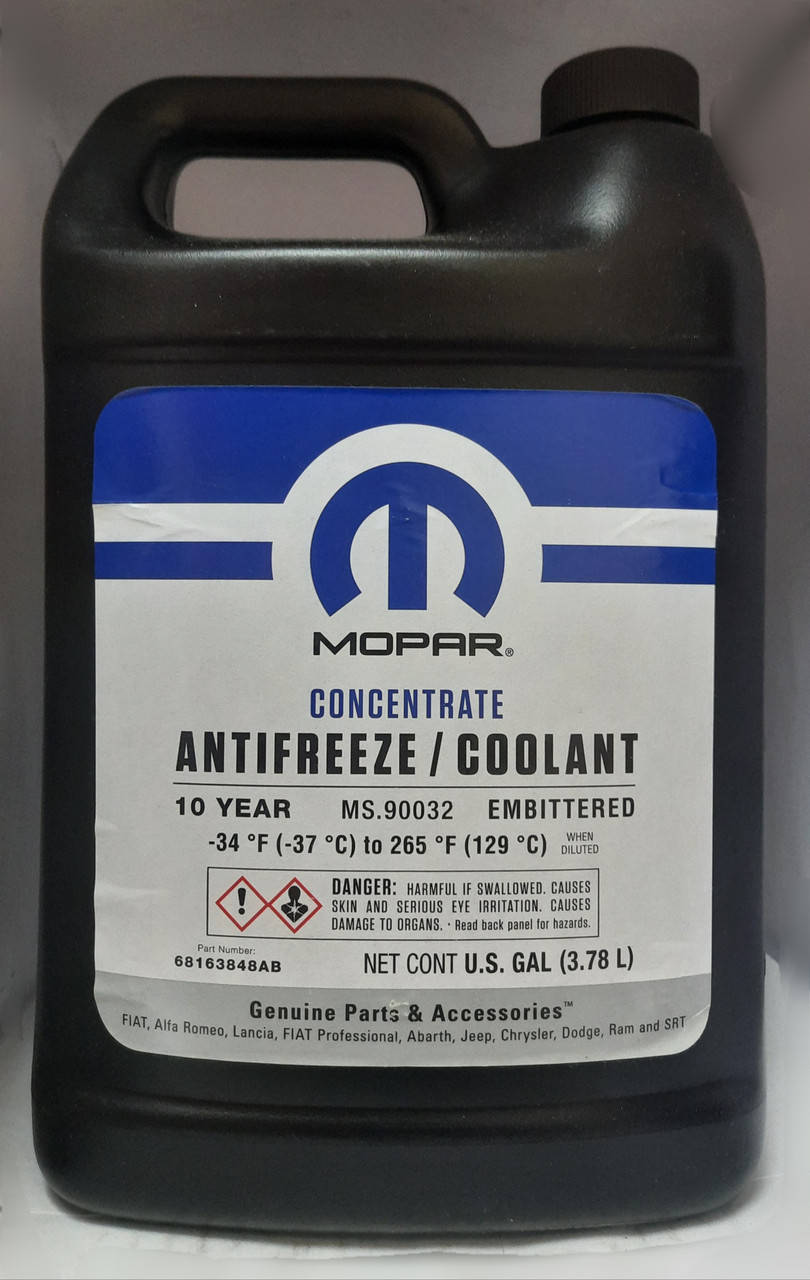 MOPAR®
CONCENTRATE
ANTIFREEZE / COOLANT
10 YEAR MS.90032 EMBITTERED
-34 °F (-37 °C) to 265 °F (129 °C) WHEN DILUTED
DANGER: HARMFUL IF SWALLOWED. CAUSES
SKIN AND SERIOUS EYE IRRITATION. CAUSES
DAMAGE TO ORGANS. · Read back panel for hazards.
Part Number:
68163848AB
NET CONT U.S. GAL (3.78 L)
Genuine Parts & Accessories™
FIAT, Alfa Romeo, Lancia, FIAT Professional, Abarth, Jeep, Chrysler, Dodge, Ram and SRT